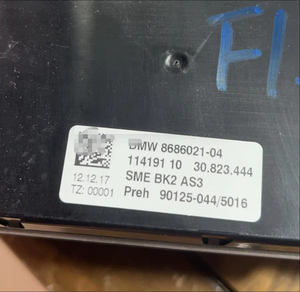 BMW 8686021-04
114191 10 30.823.444
SME BK2 AS3
Preh 90125-044/5016
12.12.17
TZ: 00001